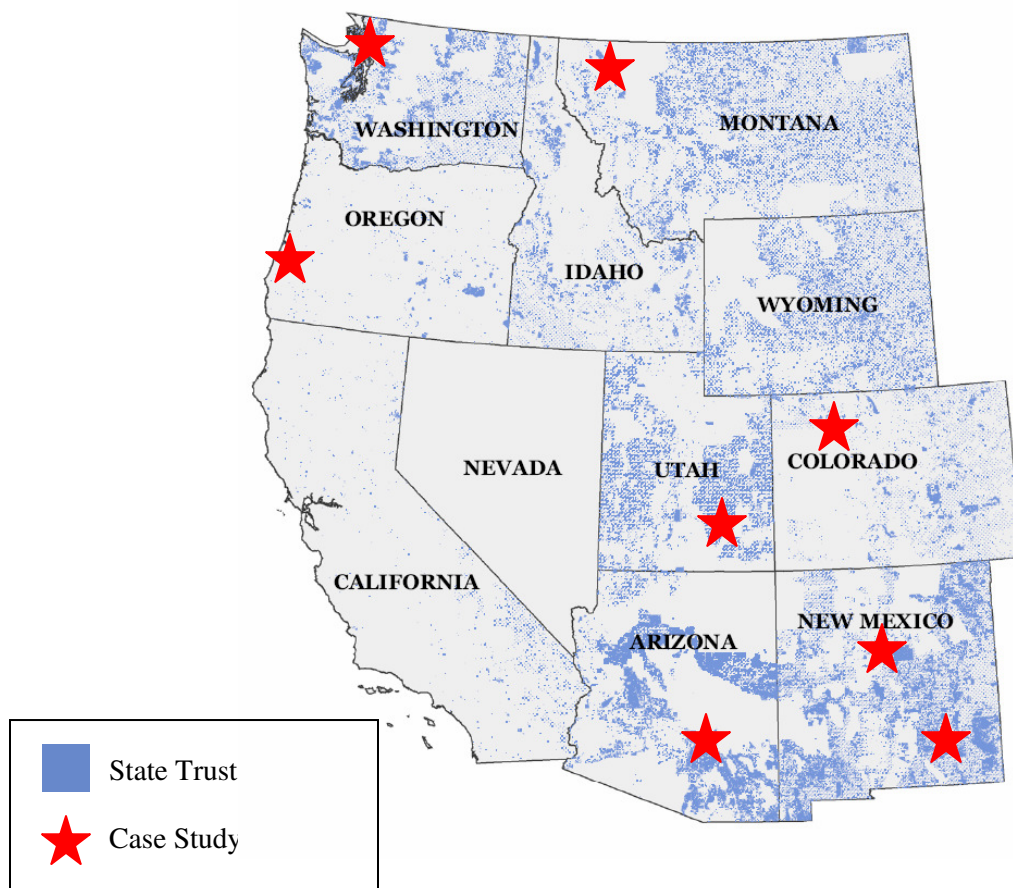 WASHINGTON
MONTANA
OREGON
IDAHO
WYOMING
NEVADA
UTAH
COLORADO
CALIFORNIA
ARIZONA
NEW MEXICO
State Trust
Case Study